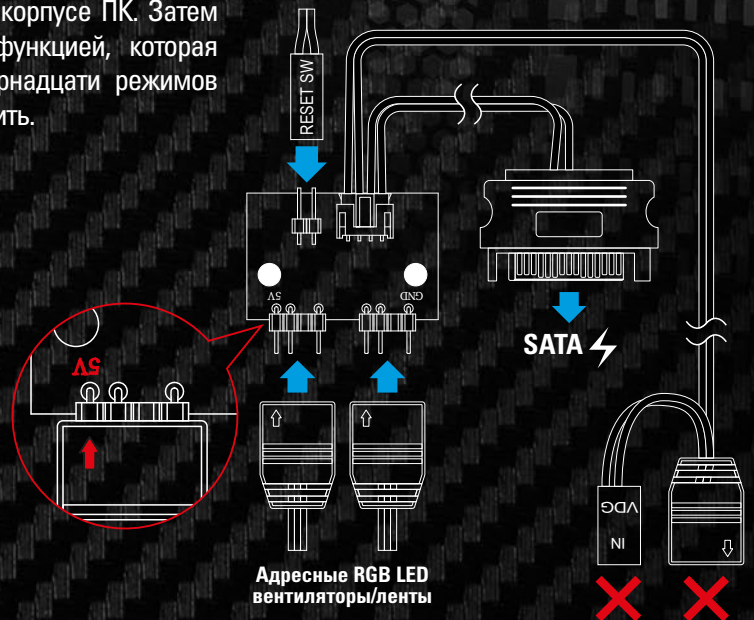 корпусе ПК. Затем
функцией, которая
рнадцати режимов
ить.
RESET SW
5V
GND
SATA
5V
VDG
IN
Адресные RGB LED
вентиляторы/ленты